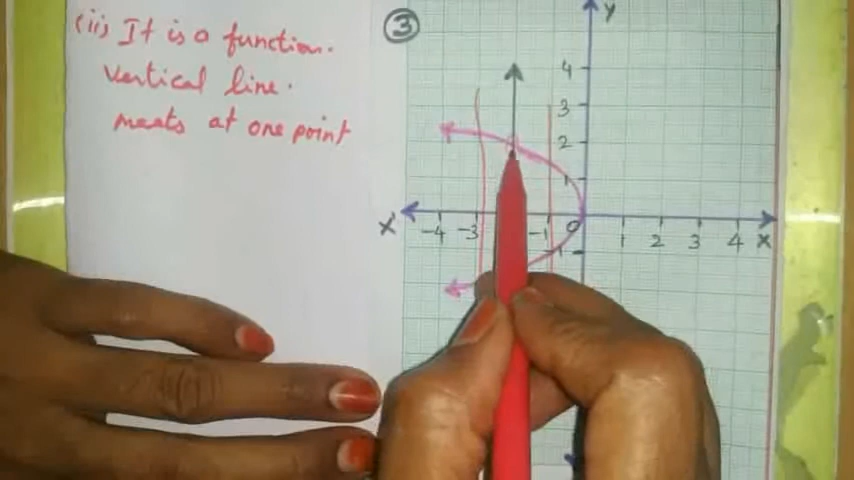 (ii) It is a function.
vertical line.
meets at one point
3
Y
4
3
2
1
X' -4 -3 -1 0 1 2 3 4 X
-1